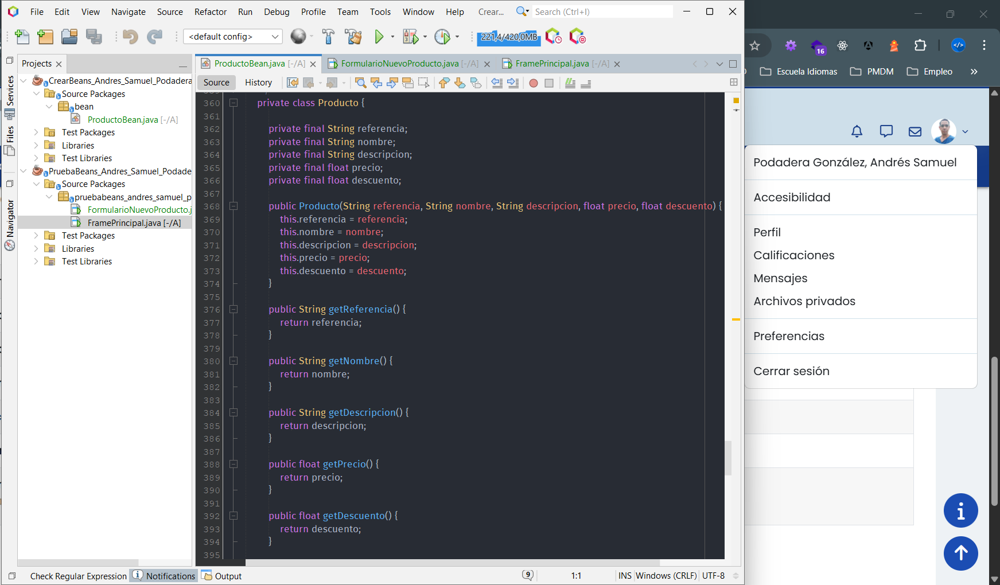 File Edit View Navigate Source Refactor Run Debug Profile Team Tools Window Help Crear... Search (Ctrl+I)
<default config> 221,4/420,0MB
Projects
ProductoBean.java [-/A] FormularioNuevoProducto.java [-/A] FramePrincipal.java [-/A]
Source History
Services
Files
Navigator
CrearBeans_Andres_Samuel_Podadera
Source Packages
bean
ProductoBean.java [-/A]
Test Packages
Libraries
Test Libraries
PruebaBeans_Andres_Samuel_Podade
Source Packages
pruebabeans_andres_samuel_p
FormularioNuevoProducto.j
FramePrincipal.java [-/A]
Test Packages
Libraries
Test Libraries
360 private class Producto {
361
362 private final String referencia;
363 private final String nombre;
364 private final String descripcion;
365 private final float precio;
366 private final float descuento;
367
368 public Producto(String referencia, String nombre, String descripcion, float precio, float descuento) {
369 this.referencia = referencia;
370 this.nombre = nombre;
371 this.descripcion = descripcion;
372 this.precio = precio;
373 this.descuento = descuento;
374 }
375
376 public String getReferencia() {
377 return referencia;
378 }
379
380 public String getNombre() {
381 return nombre;
382 }
383
384 public String getDescripcion() {
385 return descripcion;
386 }
387
388 public float getPrecio() {
389 return precio;
390 }
391
392 public float getDescuento() {
393 return descuento;
394 }
395
Check Regular Expression Notifications Output 9 1:1 INS Windows (CRLF) UTF-8
16
Escuela Idiomas PMDM Empleo »
Podadera González, Andrés Samuel
Accesibilidad
Perfil
Calificaciones
Mensajes
Archivos privados
Preferencias
Cerrar sesión